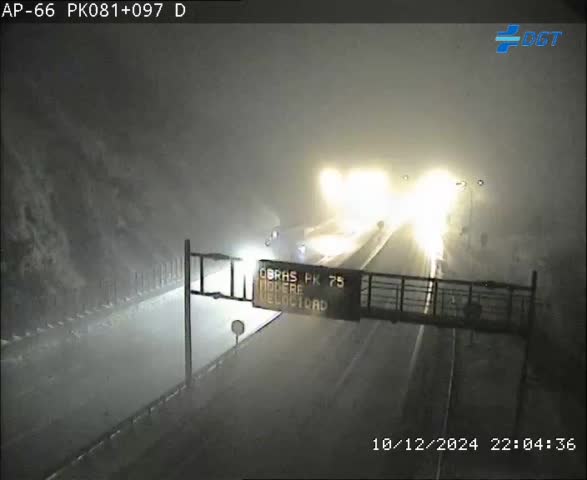 AP-66 PK081+097 D
DGT
OBRAS PK 75
MODERE
VELOCIDAD
10/12/2024 22:04:36